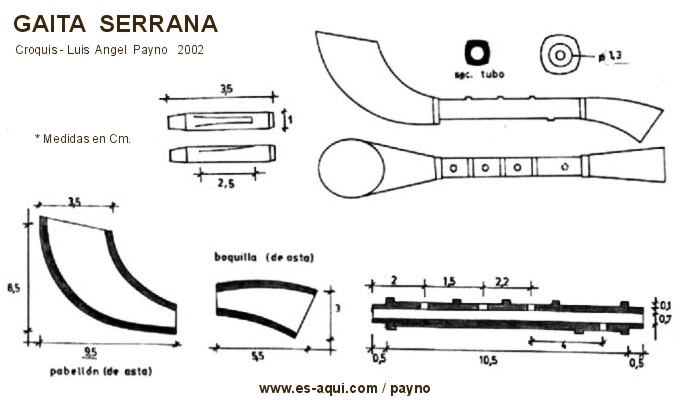 GAITA SERRANA
Croquis - Luis Angel Payno 2002
sec. tubo
ø 1,3
3,5
1
* Medidas en Cm.
2,5
3,5
8,5
9,5
pabellón (de asta)
boquilla (de asta)
3
5,5
2
1,5
2,2
0,3
0,7
4
0,5
10,5
0,5
www.es-aqui.com / payno